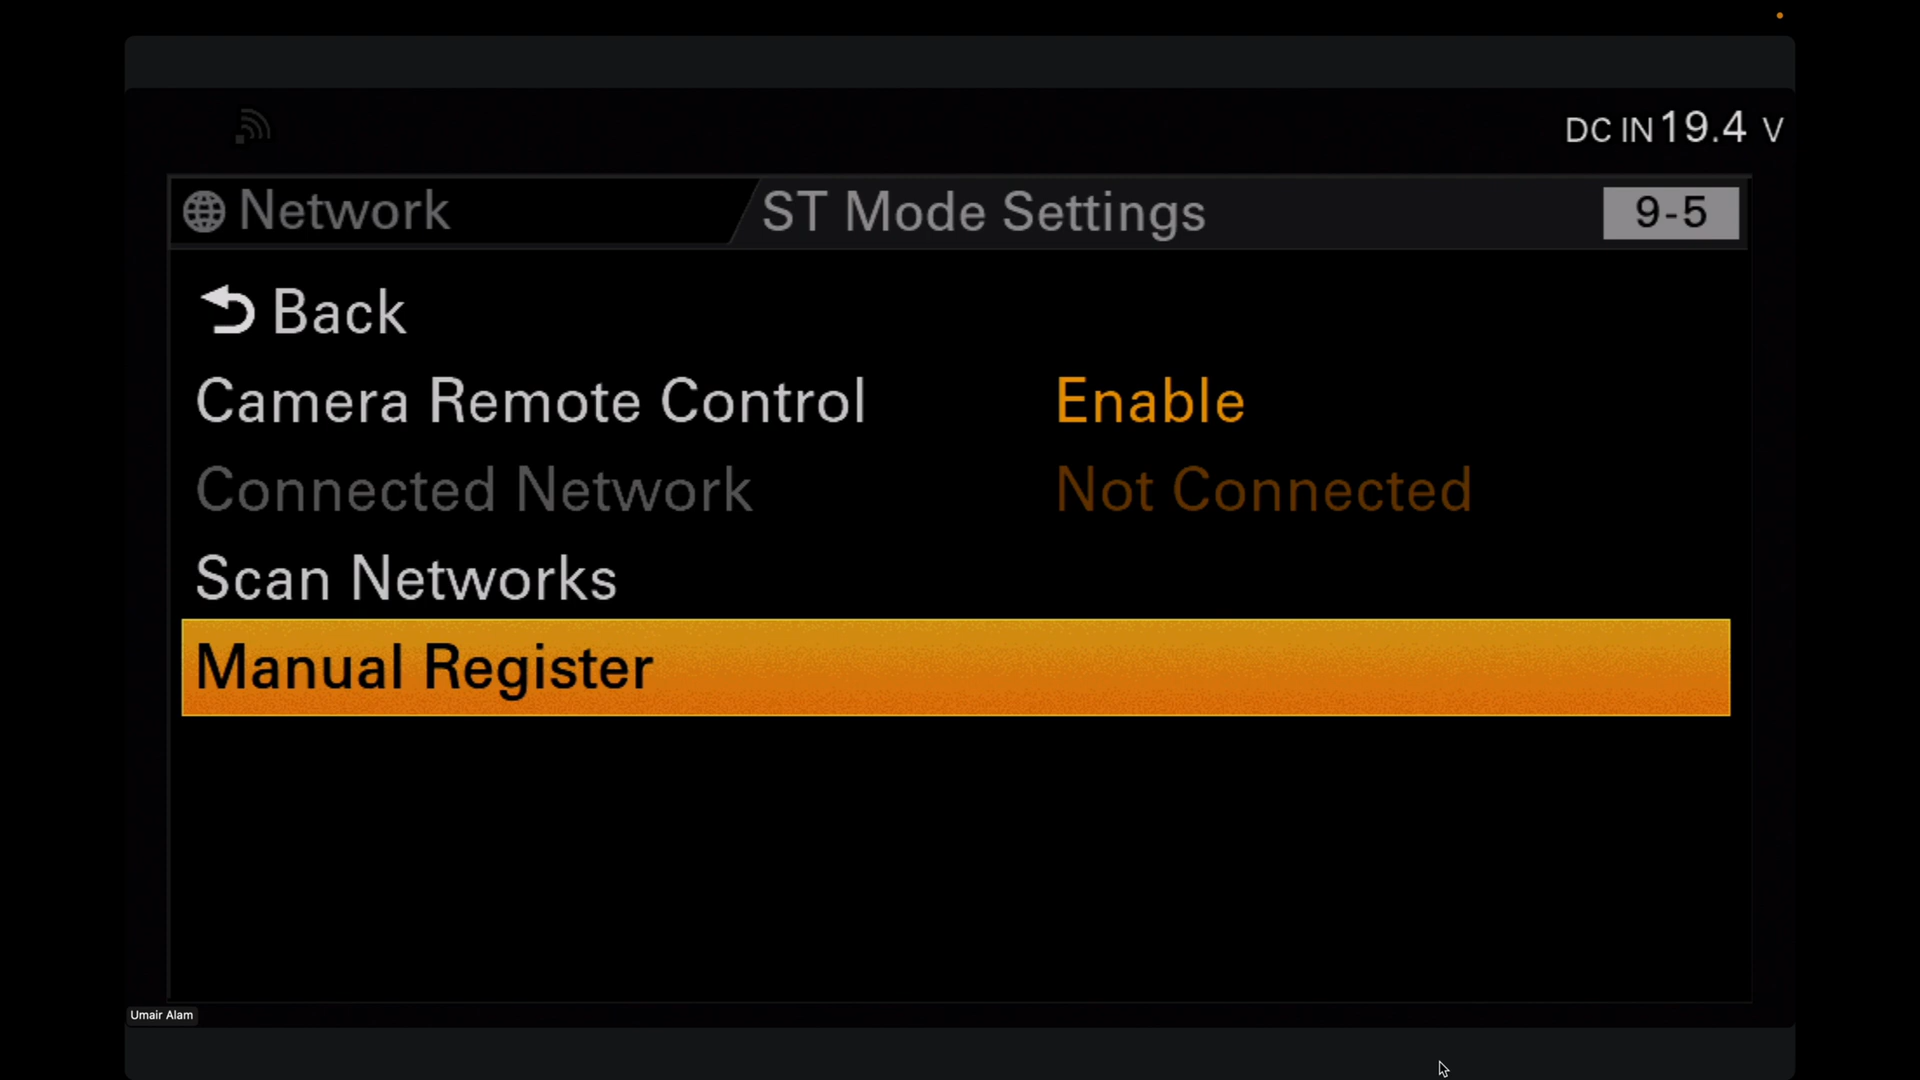 DC IN 19.4 V
Network
ST Mode Settings
9-5
Back
Camera Remote Control
Enable
Connected Network
Not Connected
Scan Networks
Manual Register
Umair Alam